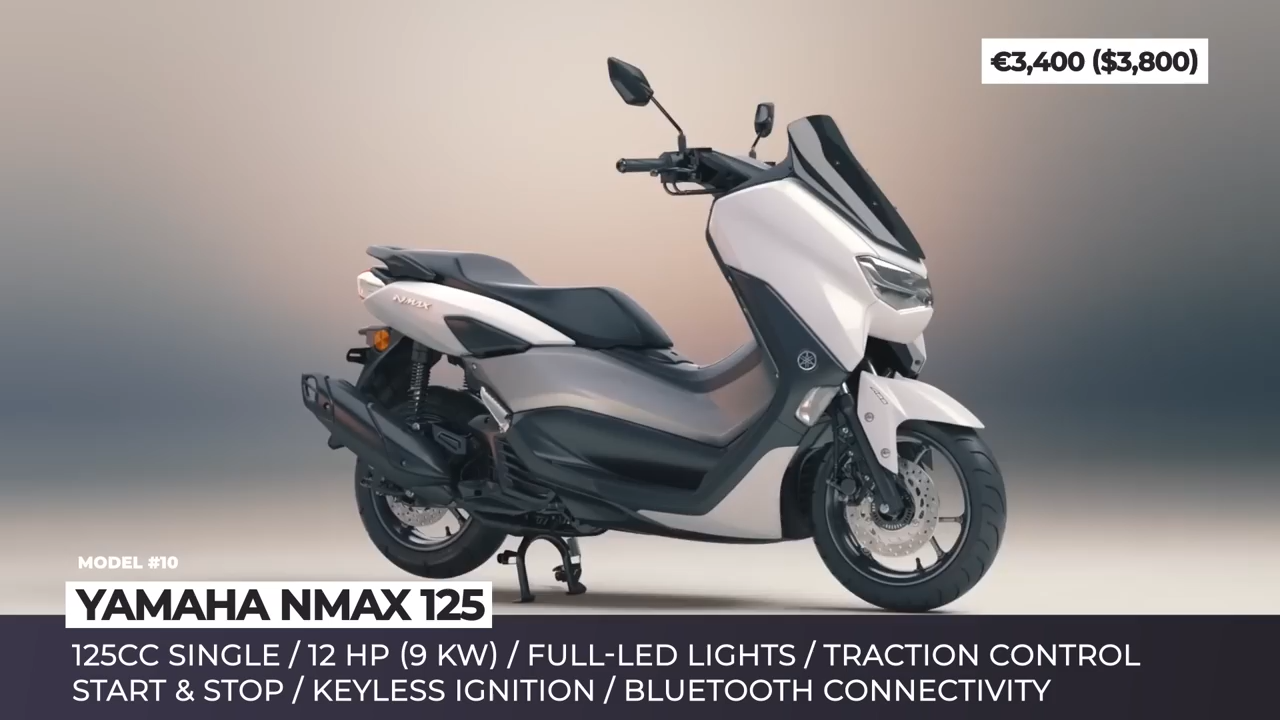 €3,400 ($3,800)
NMAX
MODEL #10
YAMAHA NMAX 125
125CC SINGLE / 12 HP (9 KW) / FULL-LED LIGHTS / TRACTION CONTROL
START & STOP / KEYLESS IGNITION / BLUETOOTH CONNECTIVITY